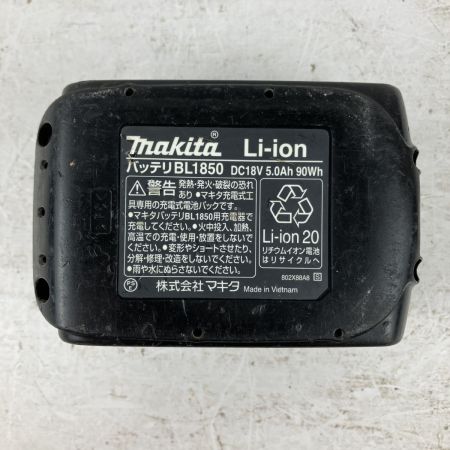 makita Li-ion
バッテリBL1850 DC18V 5.0Ah 90Wh
警告 発熱・発火・破裂の恐れ
あり ●マキタ充電式工
具専用の充電式電池パックです。
●マキタバッテリBL1850用充電器で
充電してください。●火中投入、加熱、
高温での充電・使用・放置をしないで
ください。●変形やショートさせたり、
分解・修理・改造をしないでください。
●雨や水にぬらさないでください。
Li-ion 20
リチウムイオン電池
はリサイクルへ
802X88A8 S
PS
E
株式会社マキタ Made in Vietnam